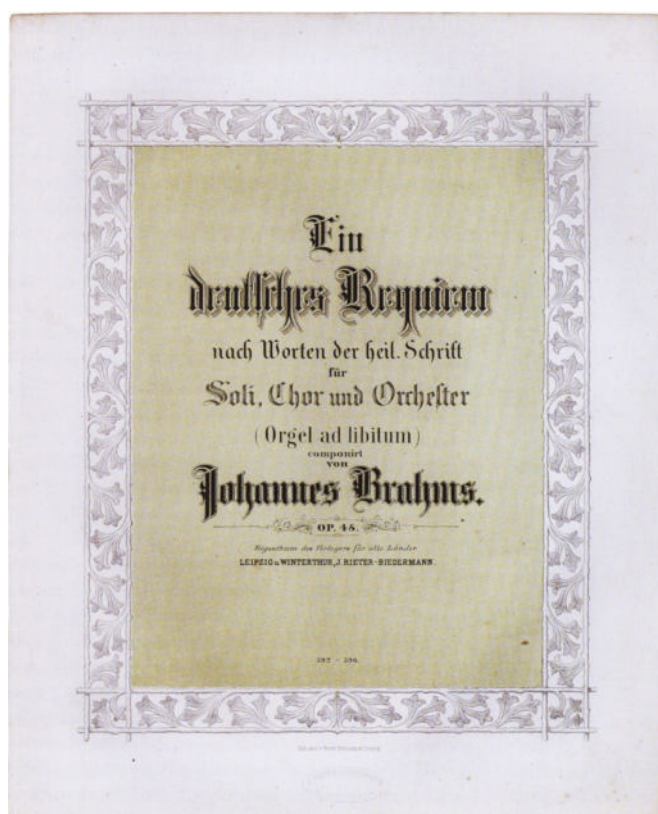 Ein
deutsches Requiem
nach Worten der heil. Schrift
für
Soli, Chor und Orchester
(Orgel ad libitum)
componirt
von
Johannes Brahms.
OP. 45.
Eigenthum des Verlegers für alle Länder.
LEIPZIG u. WINTERTHUR, J. RIETER-BIEDERMANN.